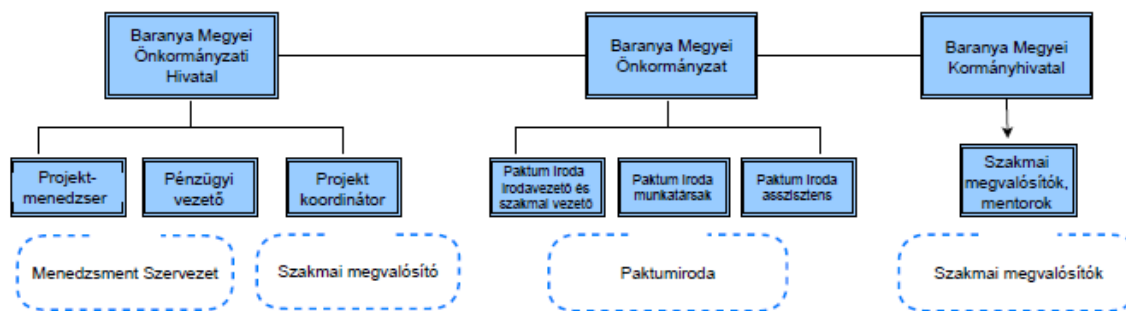 Baranya Megyei
Önkormányzati
Hivatal
Baranya Megyei
Önkormányzat
Baranya Megyei
Kormányhivatal
Projekt-
menedzser
Pénzügyi
vezető
Projekt
koordinátor
Paktum Iroda
irodavezető és
szakmai vezető
Paktum Iroda
munkatársak
Paktum Iroda
asszisztens
Szakmai
megvalósítók,
mentorok
Menedzsment Szervezet
Szakmai megvalósító
Paktumiroda
Szakmai megvalósítók